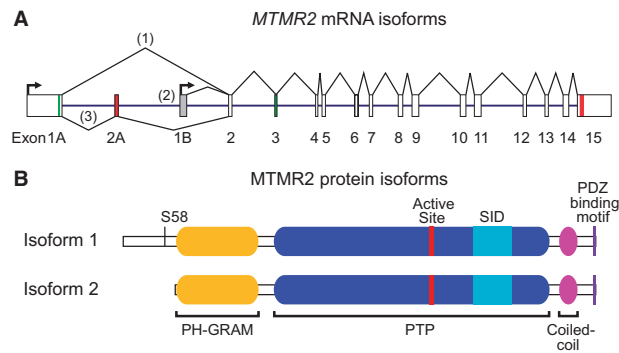 A MTMR2 mRNA isoforms
(1)
(2)
(3)
Exon1A 2A 1B 2 3 4 5 6 7 8 9 10 11 12 13 14 15
B MTMR2 protein isoforms
PDZ
binding
motif
Active
Site
S58 SID
Isoform 1
Isoform 2
PH-GRAM PTP Coiled-
coil